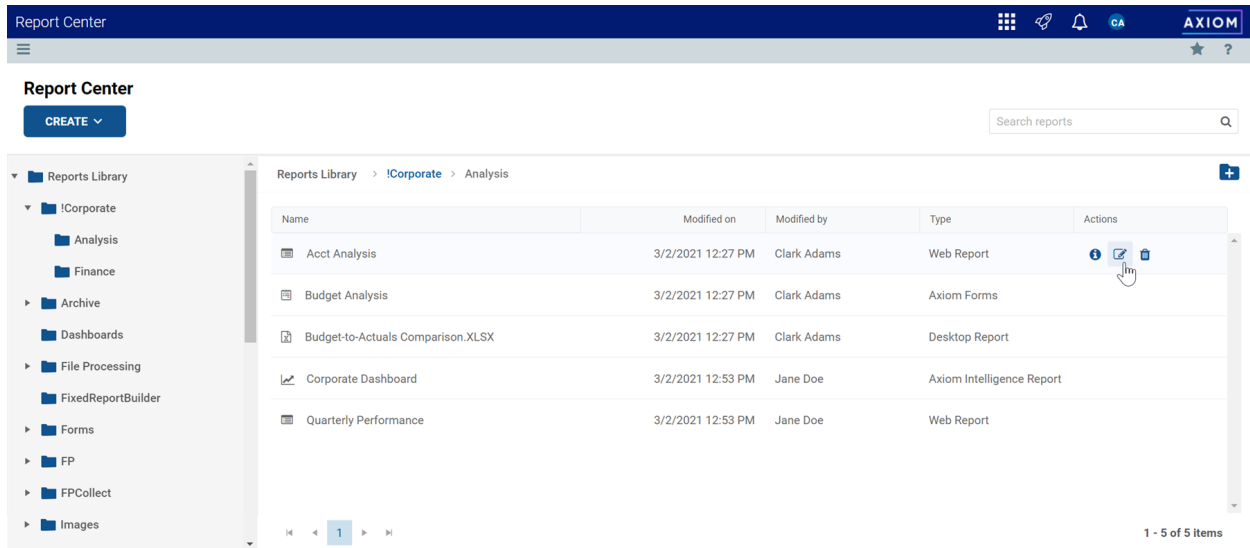 Report Center
CA
AXIOM
?
Report Center
CREATE
Search reports
Reports Library
!Corporate
Analysis
Finance
Archive
Dashboards
File Processing
FixedReportBuilder
Forms
FP
FPCollect
Images
Reports Library > !Corporate > Analysis
Name Modified on Modified by Type Actions
Acct Analysis 3/2/2021 12:27 PM Clark Adams Web Report
Budget Analysis 3/2/2021 12:27 PM Clark Adams Axiom Forms
Budget-to-Actuals Comparison.XLSX 3/2/2021 12:27 PM Clark Adams Desktop Report
Corporate Dashboard 3/2/2021 12:53 PM Jane Doe Axiom Intelligence Report
Quarterly Performance 3/2/2021 12:53 PM Jane Doe Web Report
1
1 - 5 of 5 items